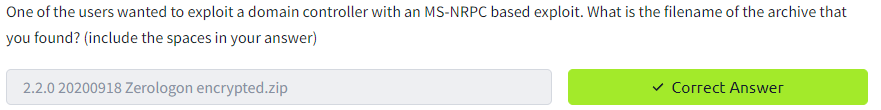 One of the users wanted to exploit a domain controller with an MS-NRPC based exploit. What is the filename of the archive that
you found? (include the spaces in your answer)
2.2.0 20200918 Zerologon encrypted.zip
Correct Answer